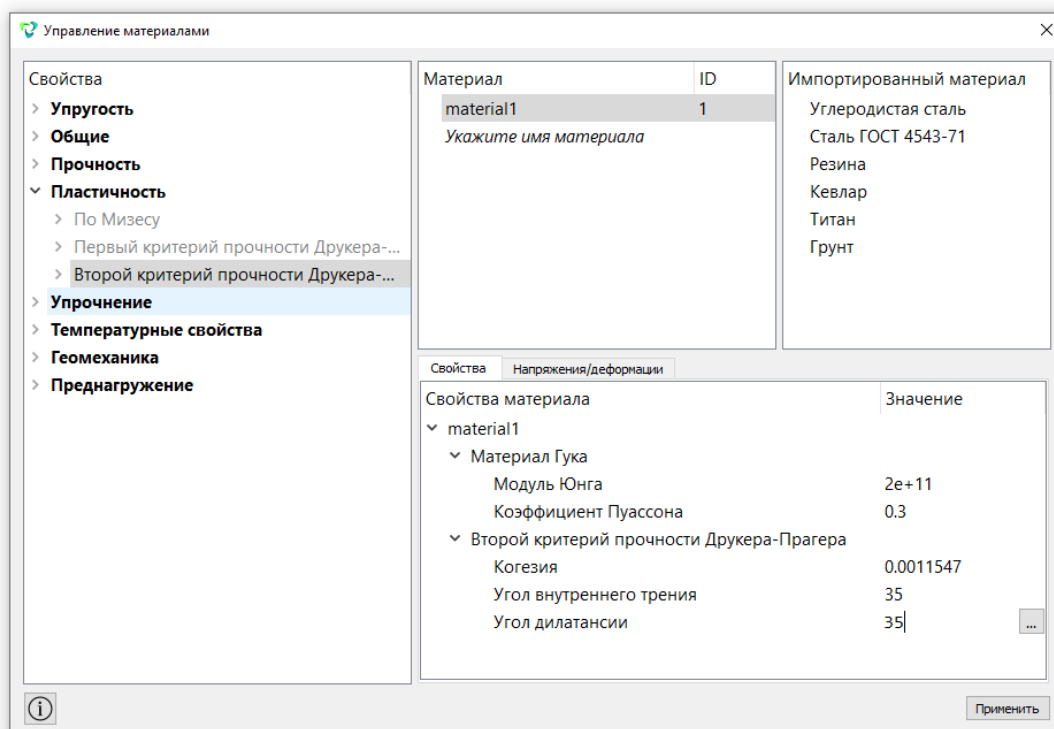 Управление материалами
Свойства
Упругость
Общие
Прочность
Пластичность
По Мизесу
Первый критерий прочности Друкера-...
Второй критерий прочности Друкера-...
Упрочнение
Температурные свойства
Геомеханика
Преднагружение
Материал ID
material1 1
Укажите имя материала
Импортированный материал
Углеродистая сталь
Сталь ГОСТ 4543-71
Резина
Кевлар
Титан
Грунт
Свойства Напряжения/деформации
Свойства материала Значение
material1
Материал Гука
Модуль Юнга 2e+11
Коэффициент Пуассона 0.3
Второй критерий прочности Друкера-Прагера
Когезия 0.0011547
Угол внутреннего трения 35
Угол дилатансии 35 ...
Применить